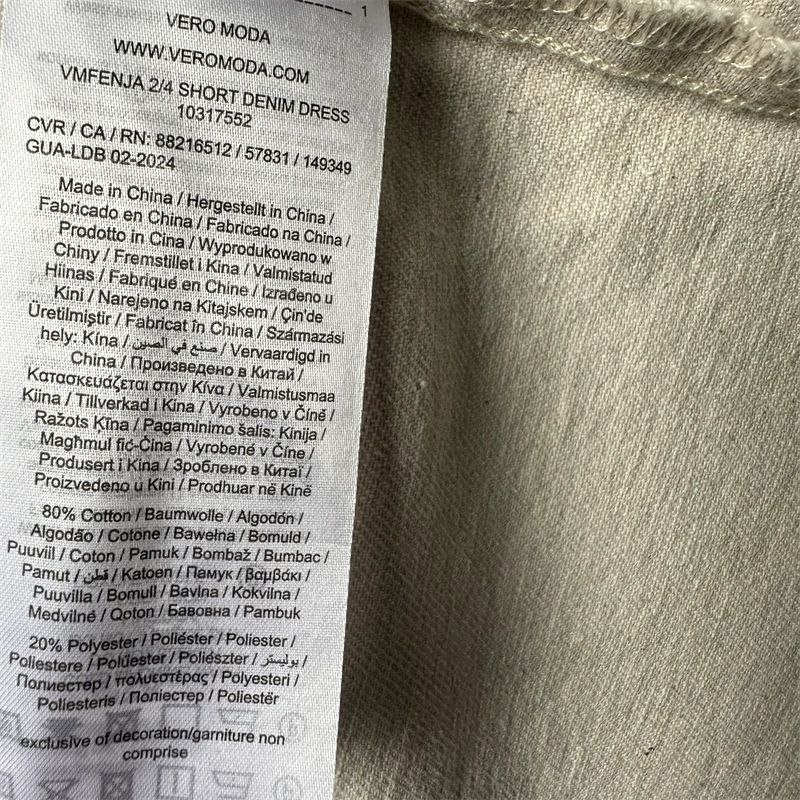 1
VERO MODA
WWW.VEROMODA.COM
VMFENJA 2/4 SHORT DENIM DRESS
10317552
CVR / CA / RN: 88216512 / 57831 / 149349
GUA-LDB 02-2024
Made in China / Hergestellt in China /
Fabricado en China / Fabricado na China /
Prodotto in Cina / Wyprodukowano w
Chiny / Fremstillet i Kina / Valmistatud
Hiinas / Fabriqué en Chine / Izrađeno u
Kini / Narejeno na Kitajskem / Çin'de
Üretilmiştir / Fabricat în China / Származási
hely: Kína / صنع في الصين / Vervaardigd in
China / Произведено в Китай /
Κατασκευάζεται στην Κίνα / Valmistusmaa
Kiina / Tillverkad i Kina / Vyrobeno v Číně /
Ražots Ķīna / Pagaminimo šalis: Kinija /
Magħmul fiċ-Ċina / Vyrobené v Číne /
Produsert i Kina / Зроблено в Китаї /
Proizvedeno u Kini / Prodhuar në Kinë
80% Cotton / Baumwolle / Algodón /
Algodão / Cotone / Bawełna / Bomuld /
Puuviil / Coton / Pamuk / Bombaž / Bumbac /
Pamut / قطن / Katoen / Памук / βαμβάκι /
Puuvilla / Bomull / Bavlna / Kokvilna /
Medvilnė / Qoton / Бавовна / Pambuk
20% Polyester / Poliéster / Poliester /
Poliestere / Polüester / Poliészter / بوليستر /
Полиестер / πολυεστέρας / Polyesteri /
Poliesteris / Поліестер / Poliestër
exclusive of decoration/garniture non
comprise